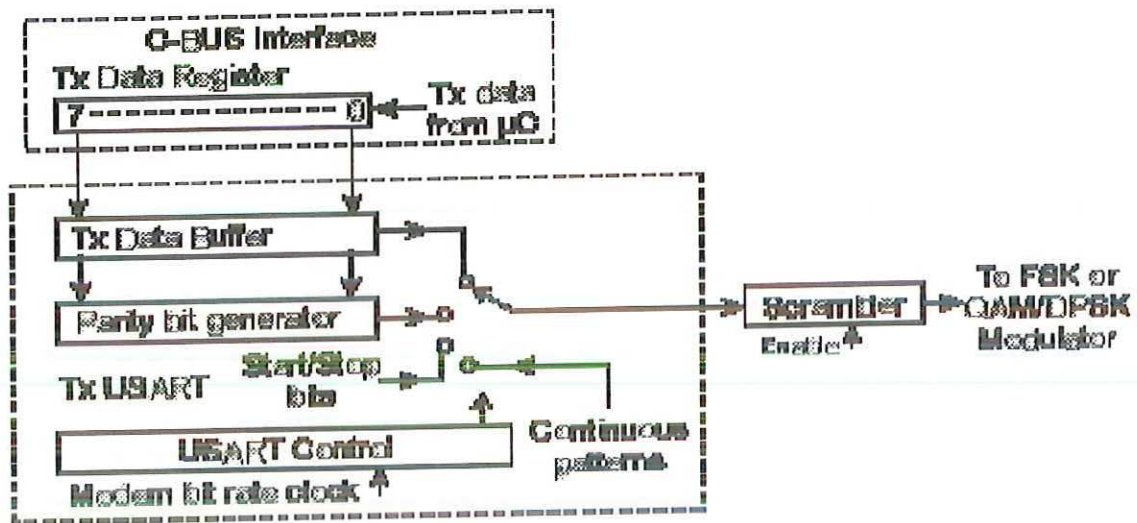 C-BUS Interface
Tx Data Register
7 0
Tx data
from µC
Tx Data Buffer
Parity bit generator
Start/Stop
bits
Tx USART
USART Control
Modem bit rate clock
Continuous
patterns
Scrambler
Enable
To FSK or
QAM/DPSK
Modulator